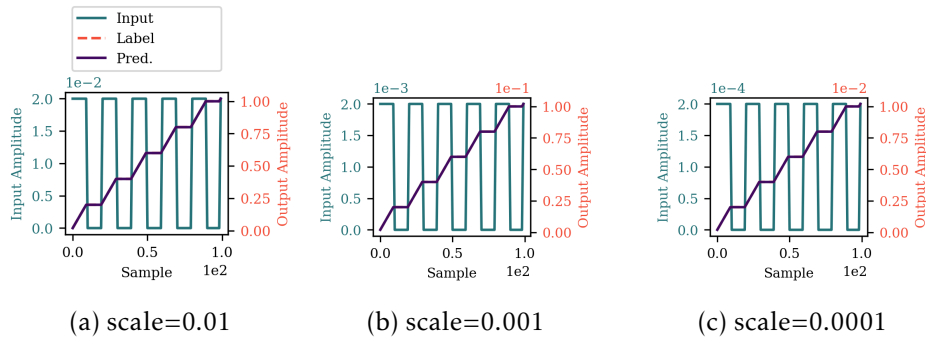 Input
Label
Pred.
1e−2
2.0
1.5
1.0
0.5
0.0
Input Amplitude
1.00
0.75
0.50
0.25
0.00
Output Amplitude
0.0 0.5 1.0
Sample 1e2
(a) scale=0.01
1e−3 1e−1
2.0
1.5
1.0
0.5
0.0
Input Amplitude
1.00
0.75
0.50
0.25
0.00
Output Amplitude
0.0 0.5 1.0
Sample 1e2
(b) scale=0.001
1e−4 1e−2
2.0
1.5
1.0
0.5
0.0
Input Amplitude
1.00
0.75
0.50
0.25
0.00
Output Amplitude
0.0 0.5 1.0
Sample 1e2
(c) scale=0.0001